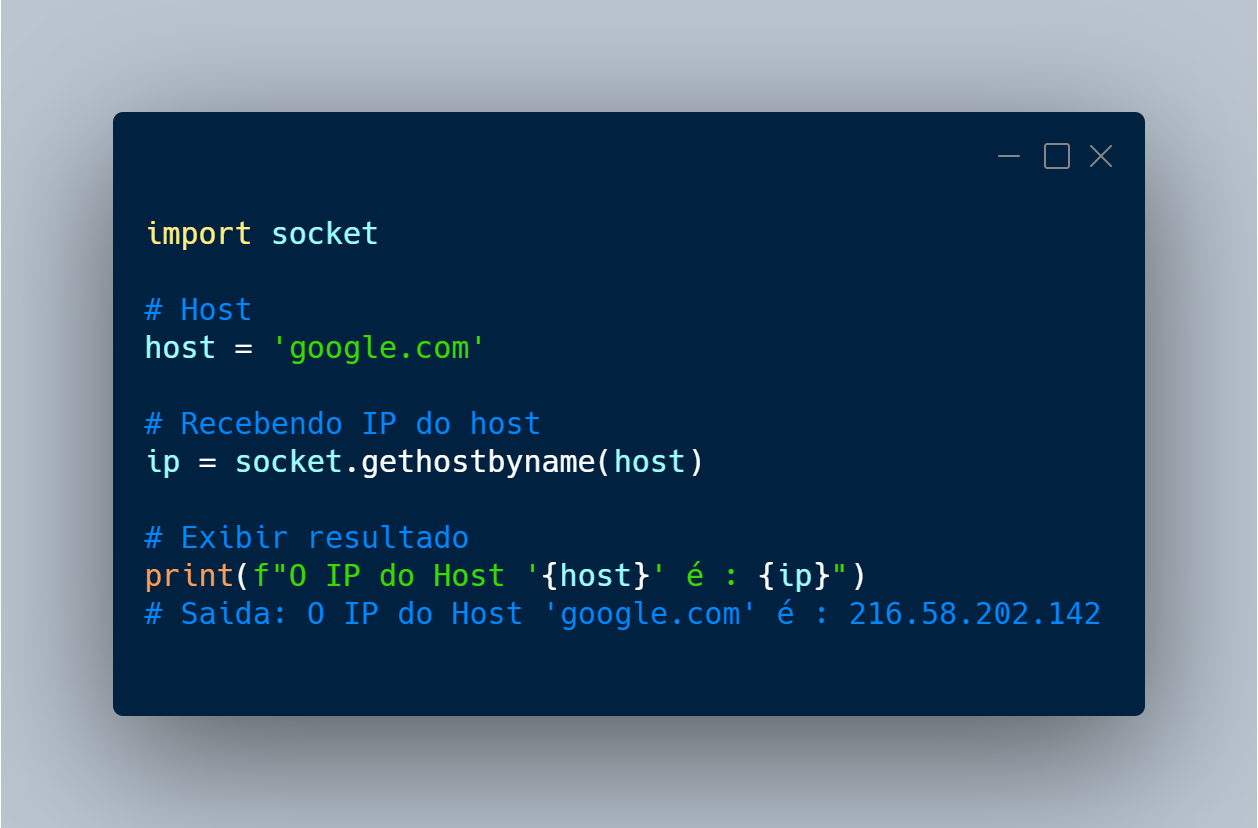 import socket
# Host
host = 'google.com'
# Recebendo IP do host
ip = socket.gethostbyname(host)
# Exibir resultado
print(f"O IP do Host '{host}' é : {ip}")
# Saida: O IP do Host 'google.com' é : 216.58.202.142